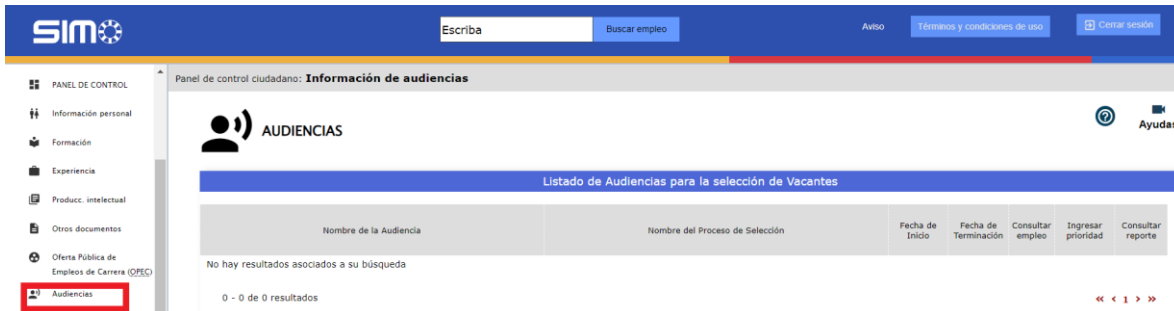 SIMO
Escriba
Buscar empleo
Aviso
Términos y condiciones de uso
Cerrar sesión
PANEL DE CONTROL
Información personal
Formación
Experiencia
Producc. intelectual
Otros documentos
Oferta Pública de
Empleos de Carrera (OPEC)
Audiencias
Panel de control ciudadano: Información de audiencias
AUDIENCIAS
Ayudas
Listado de Audiencias para la selección de Vacantes
Nombre de la Audiencia
Nombre del Proceso de Selección
Fecha de
Inicio
Fecha de
Terminación
Consultar
empleo
Ingresar
prioridad
Consultar
reporte
No hay resultados asociados a su búsqueda
0 - 0 de 0 resultados
« ‹ 1 › »